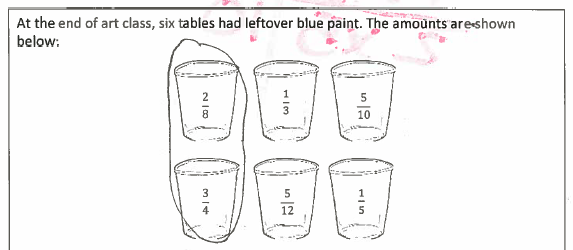 At the end of art class, six tables had leftover blue paint. The amounts are shown
below:
2/8 1/3 5/10
3/4 5/12 1/5